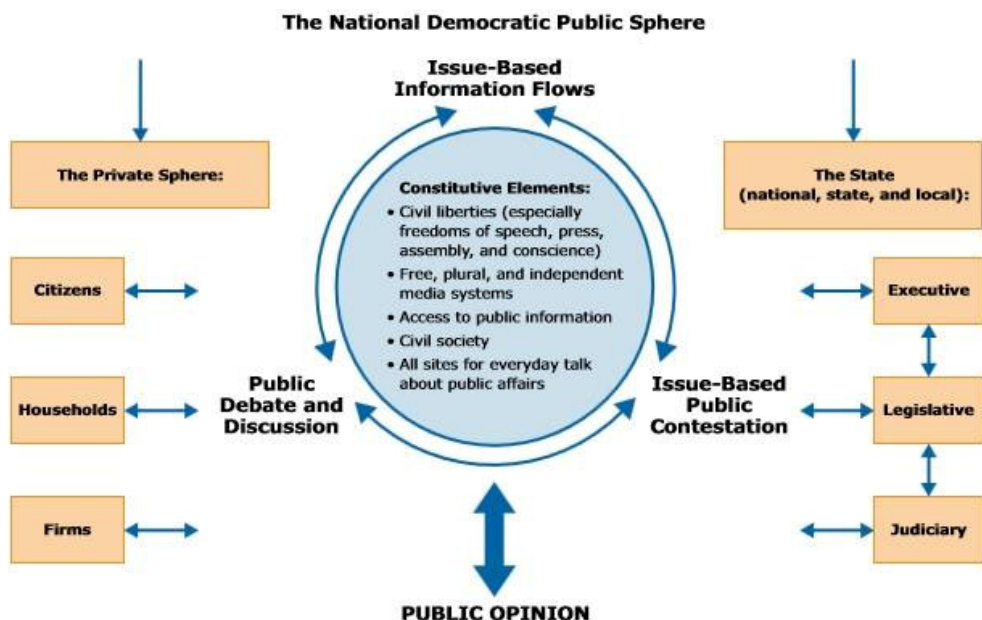 The National Democratic Public Sphere
Issue-Based
Information Flows
The Private Sphere:
The State
(national, state, and local):
Constitutive Elements:
• Civil liberties (especially
freedoms of speech, press,
assembly, and conscience)
• Free, plural, and independent
media systems
• Access to public information
• Civil society
• All sites for everyday talk
about public affairs
Citizens
Executive
Households
Public
Debate and
Discussion
Issue-Based
Public
Contestation
Legislative
Firms
Judiciary
PUBLIC OPINION